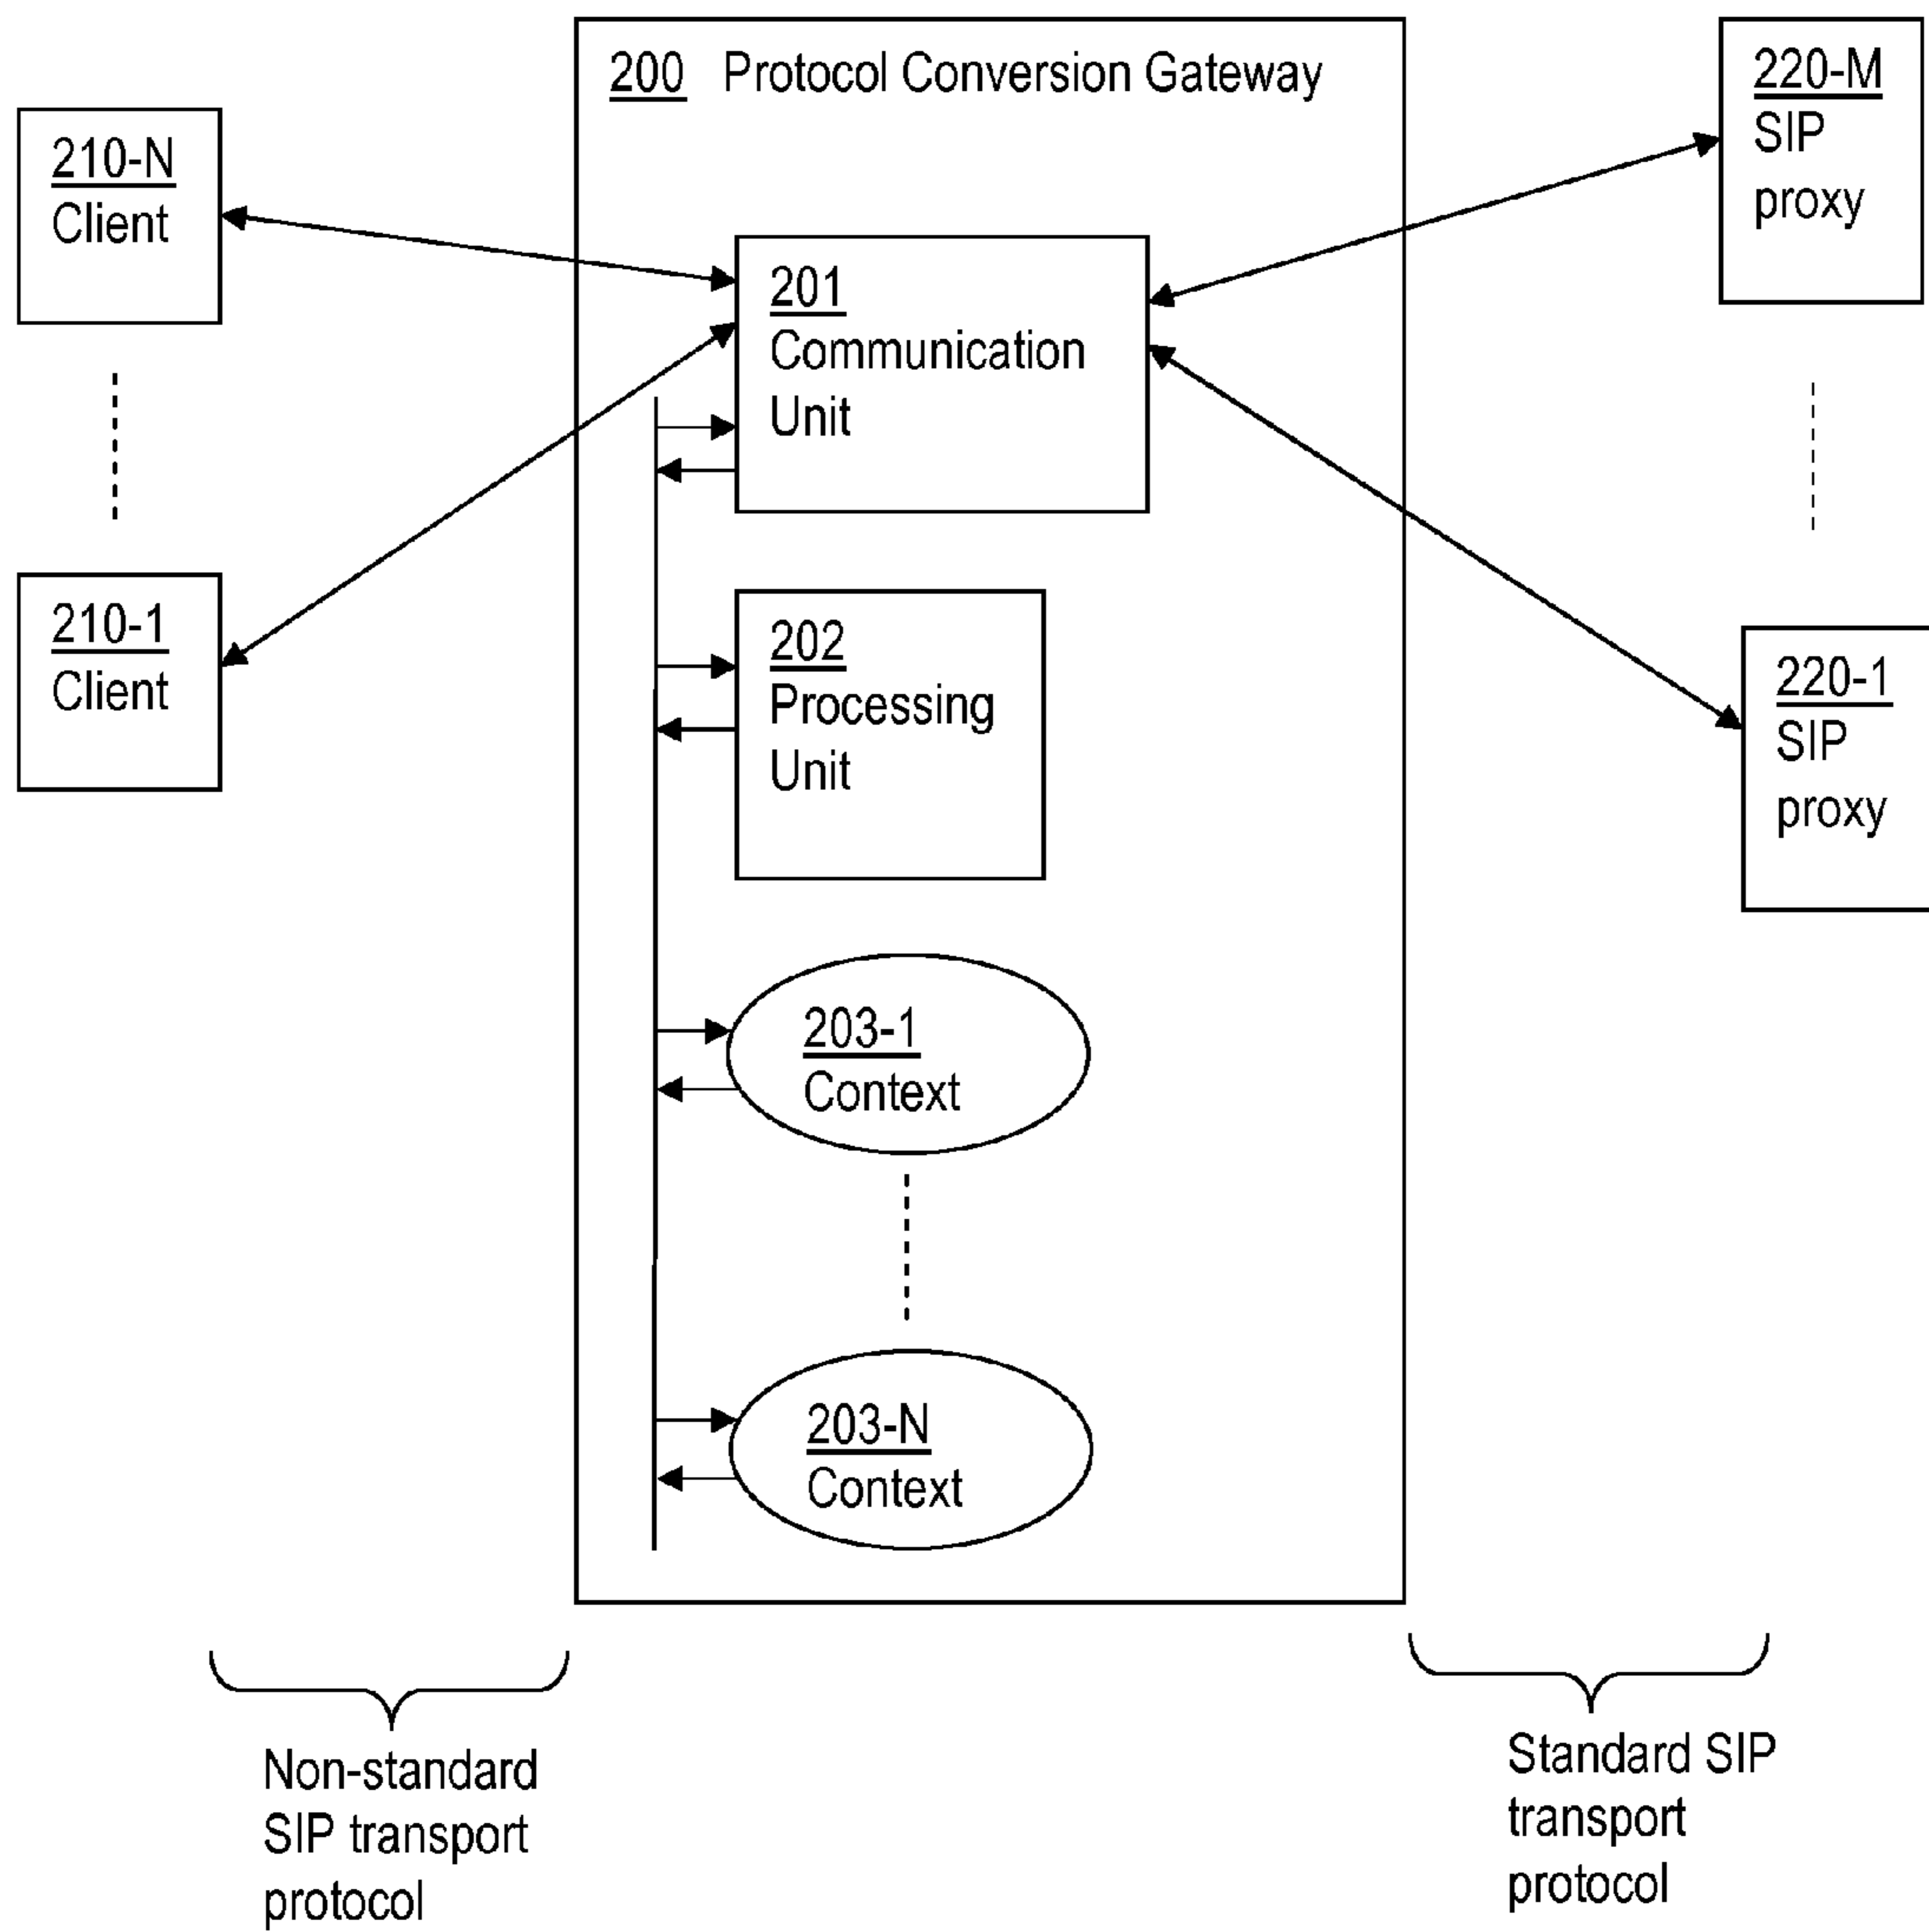 200 Protocol Conversion Gateway
210-N
Client
210-1
Client
201
Communication
Unit
202
Processing
Unit
203-1
Context
203-N
Context
220-M
SIP
proxy
220-1
SIP
proxy
Non-standard
SIP transport
protocol
Standard SIP
transport
protocol